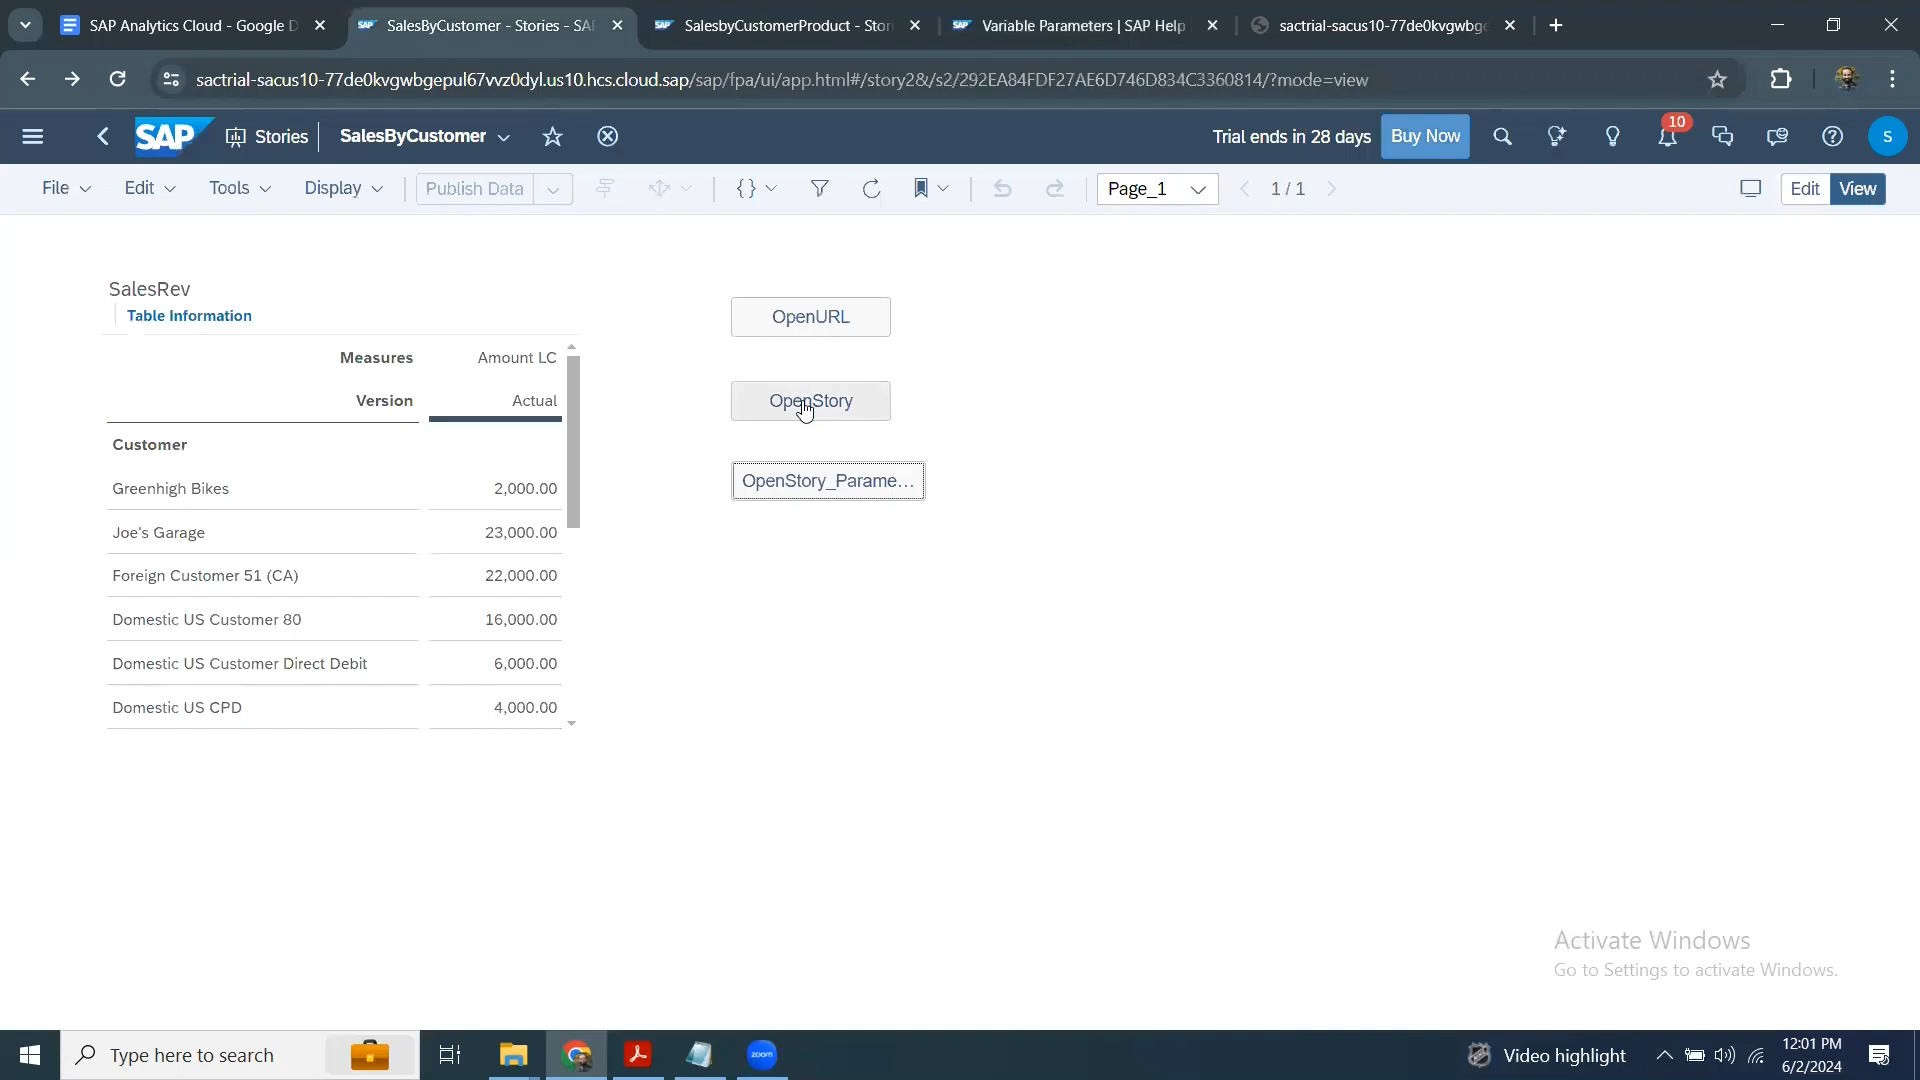 SAP Analytics Cloud - Google D
SalesByCustomer - Stories - SA
SalesbyCustomerProduct - Stor
Variable Parameters | SAP Help
sactrial-sacus10-77de0kvgwbge
sactrial-sacus10-77de0kvgwbgepul67vvz0dyl.us10.hcs.cloud.sap/sap/fpa/ui/app.html#/story2&/s2/292EA84FDF27AE6D746D834C3360814/?mode=view
SAP Stories SalesByCustomer Trial ends in 28 days Buy Now 10 S
File Edit Tools Display Publish Data {} Page_1 1 / 1 Edit View
SalesRev
Table Information
Measures Amount LC
Version Actual
Customer
Greenhigh Bikes 2,000.00
Joe's Garage 23,000.00
Foreign Customer 51 (CA) 22,000.00
Domestic US Customer 80 16,000.00
Domestic US Customer Direct Debit 6,000.00
Domestic US CPD 4,000.00
OpenURL
OpenStory
OpenStory_Parame...
Activate Windows
Go to Settings to activate Windows.
Type here to search
zoom
Video highlight
12:01 PM
6/2/2024